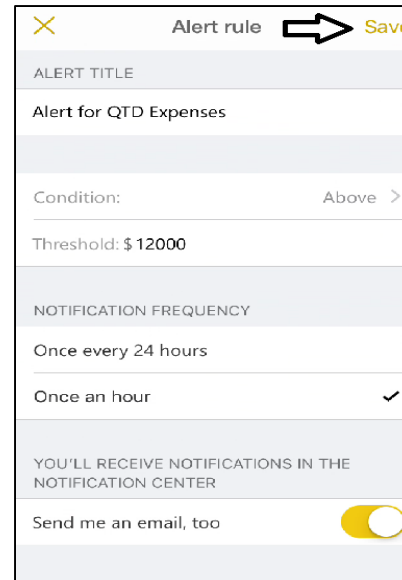 Alert rule Save
ALERT TITLE
Alert for QTD Expenses
Condition: Above >
Threshold: $ 12000
NOTIFICATION FREQUENCY
Once every 24 hours
Once an hour
YOU'LL RECEIVE NOTIFICATIONS IN THE
NOTIFICATION CENTER
Send me an email, too